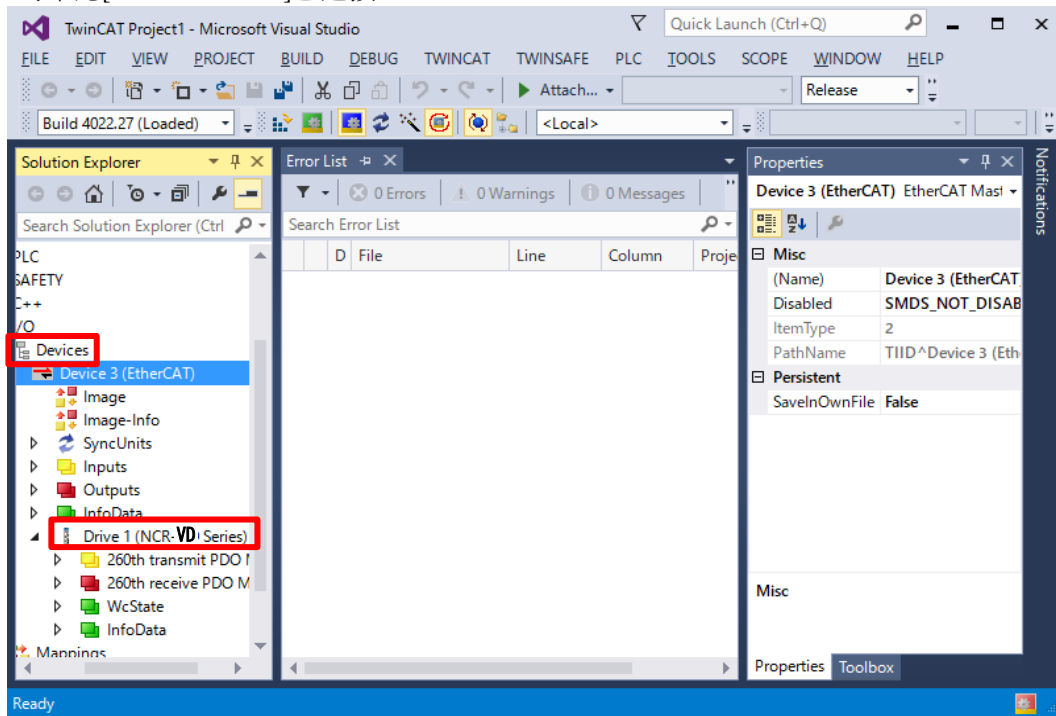 TwinCAT Project1 - Microsoft Visual Studio
Quick Launch (Ctrl+Q)
FILE EDIT VIEW PROJECT BUILD DEBUG TWINCAT TWINSAFE PLC TOOLS SCOPE WINDOW HELP
Attach...
Release
Build 4022.27 (Loaded)
<Local>
Solution Explorer
Search Solution Explorer (Ctrl
PLC
SAFETY
C++
I/O
Devices
Device 3 (EtherCAT)
Image
Image-Info
SyncUnits
Inputs
Outputs
InfoData
Drive 1 (NCR-VD Series)
260th transmit PDO M
260th receive PDO M
WcState
InfoData
Mappings
Error List
0 Errors 0 Warnings 0 Messages
Search Error List
D File Line Column Proje
Properties
Device 3 (EtherCAT) EtherCAT Mast
Misc
(Name) Device 3 (EtherCAT
Disabled SMDS_NOT_DISAB
ItemType 2
PathName TIID^Device 3 (Eth
Persistent
SaveInOwnFile False
Misc
Properties Toolbox
Notifications
Ready